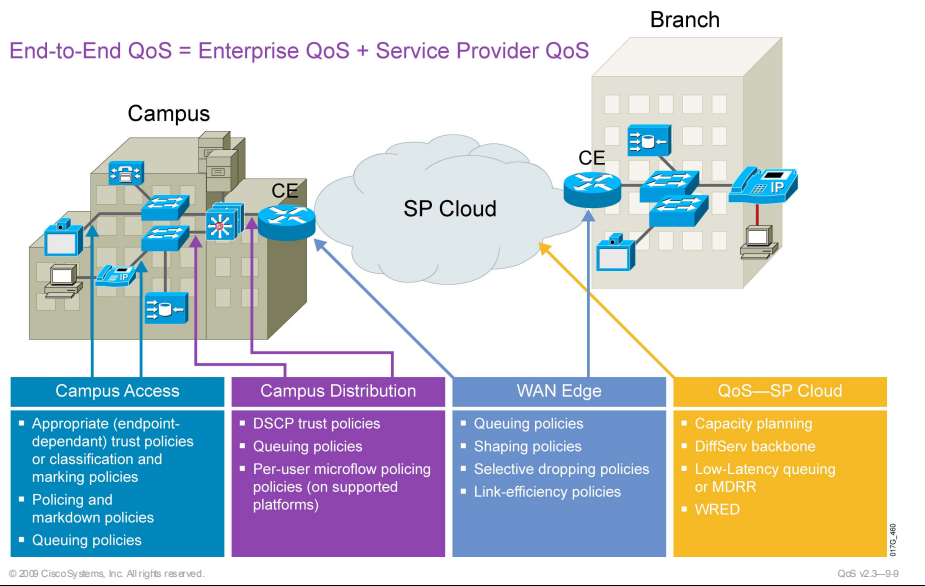 Branch
End-to-End QoS = Enterprise QoS + Service Provider QoS
Campus
CE
SP Cloud
CE
IP
IP
Campus Access
▪ Appropriate (endpoint-
dependant) trust policies
or classification and
marking policies
▪ Policing and
markdown policies
▪ Queuing policies
Campus Distribution
▪ DSCP trust policies
▪ Queuing policies
▪ Per-user microflow policing
policies (on supported
platforms)
WAN Edge
▪ Queuing policies
▪ Shaping policies
▪ Selective dropping policies
▪ Link-efficiency policies
QoS—SP Cloud
▪ Capacity planning
▪ DiffServ backbone
▪ Low-Latency queuing
or MDRR
▪ WRED
017G_460
© 2009 Cisco Systems, Inc. All rights reserved.
QoS v2.3—9-9